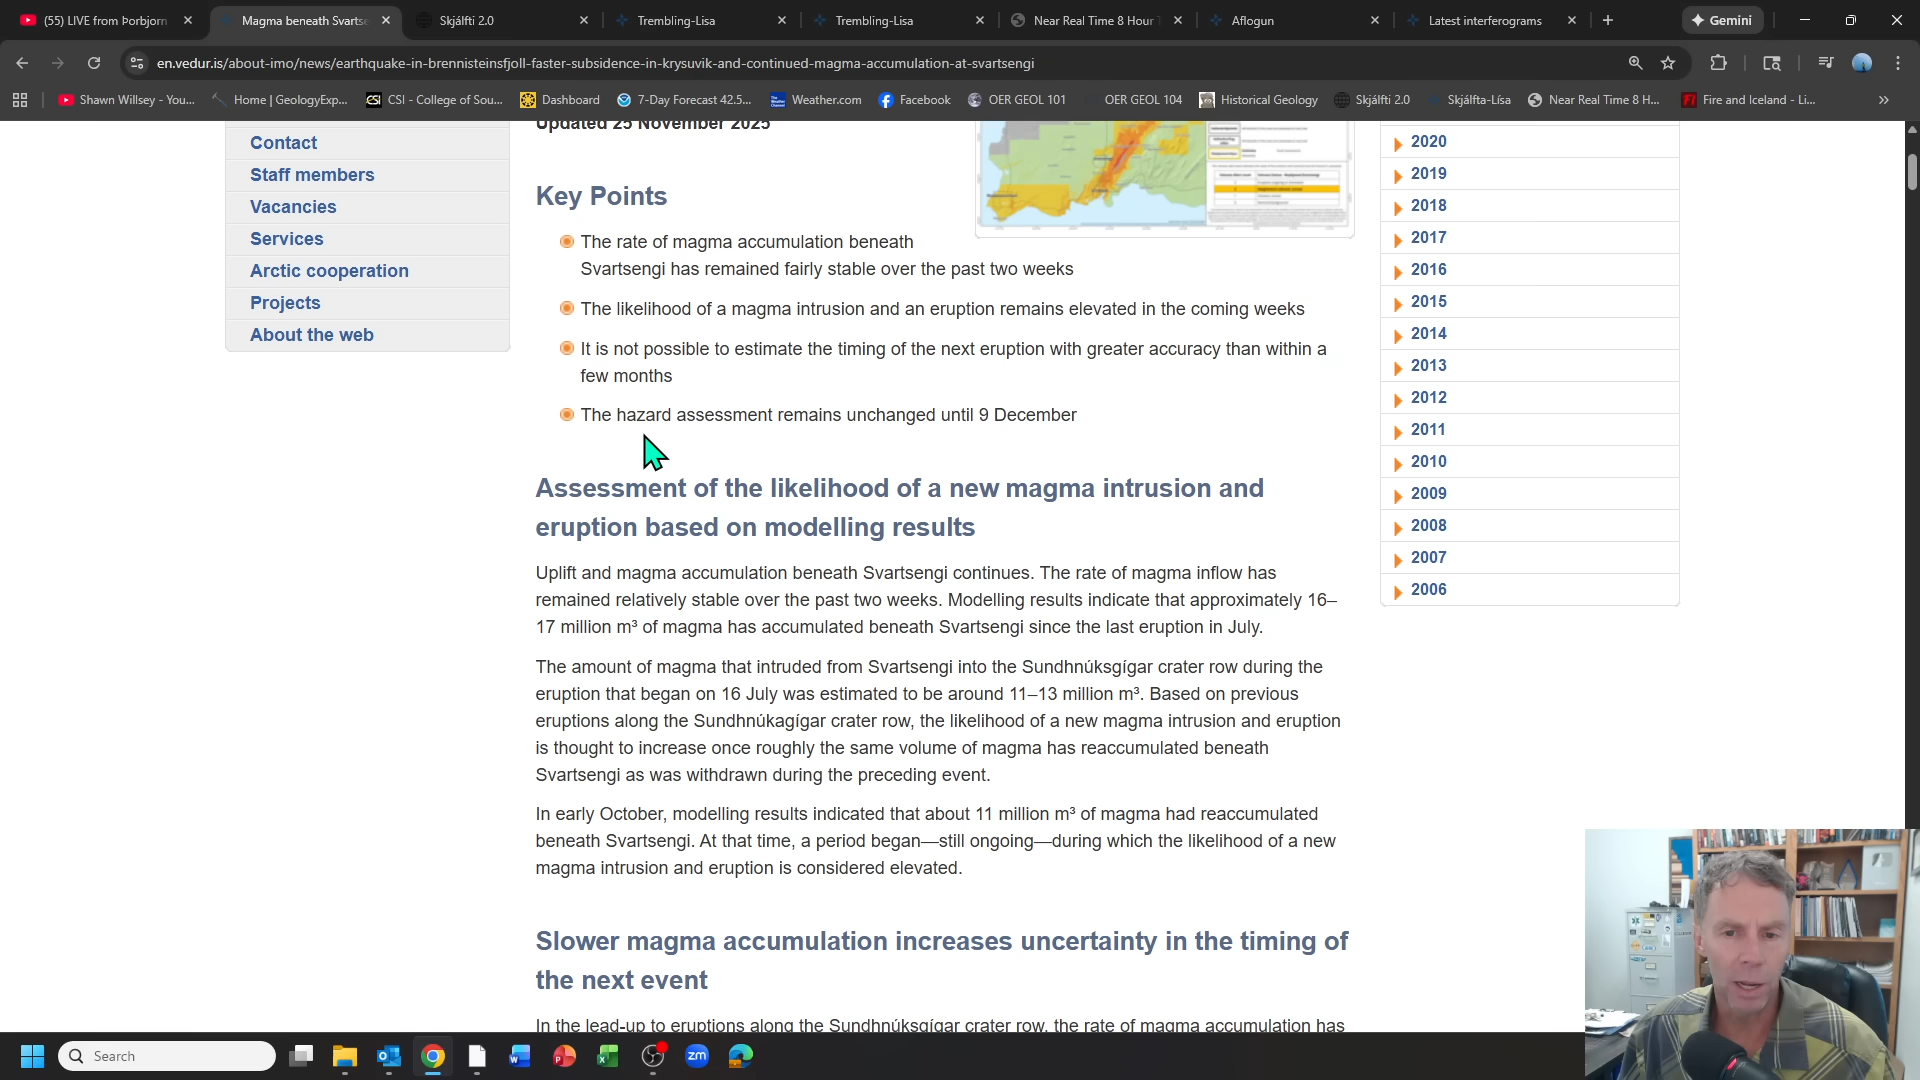 (55) LIVE from Þorbjorn
Magma beneath Svarts
Skjálfti 2.0
Trembling-Lisa
Trembling-Lisa
Near Real Time 8 Hour
Aflogun
Latest interferograms
Gemini
en.vedur.is/about-imo/news/earthquake-in-brennisteinsfjoll-faster-subsidence-in-krysuvik-and-continued-magma-accumulation-at-svartsengi
Shawn Willsey - You...
Home | GeologyExp...
CSI - College of Sou...
Dashboard
7-Day Forecast 42.5...
Weather.com
Facebook
OER GEOL 101
OER GEOL 104
Historical Geology
Skjálfti 2.0
Skjálfta-Lísa
Near Real Time 8 H...
Fire and Iceland - Li...
Contact
Staff members
Vacancies
Services
Arctic cooperation
Projects
About the web
Updated 25 November 2025
Key Points
The rate of magma accumulation beneath
Svartsengi has remained fairly stable over the past two weeks
The likelihood of a magma intrusion and an eruption remains elevated in the coming weeks
It is not possible to estimate the timing of the next eruption with greater accuracy than within a
few months
The hazard assessment remains unchanged until 9 December
Assessment of the likelihood of a new magma intrusion and
eruption based on modelling results
Uplift and magma accumulation beneath Svartsengi continues. The rate of magma inflow has
remained relatively stable over the past two weeks. Modelling results indicate that approximately 16–
17 million m³ of magma has accumulated beneath Svartsengi since the last eruption in July.
The amount of magma that intruded from Svartsengi into the Sundhnúksgígar crater row during the
eruption that began on 16 July was estimated to be around 11–13 million m³. Based on previous
eruptions along the Sundhnúkagígar crater row, the likelihood of a new magma intrusion and eruption
is thought to increase once roughly the same volume of magma has reaccumulated beneath
Svartsengi as was withdrawn during the preceding event.
In early October, modelling results indicated that about 11 million m³ of magma had reaccumulated
beneath Svartsengi. At that time, a period began—still ongoing—during which the likelihood of a new
magma intrusion and eruption is considered elevated.
Slower magma accumulation increases uncertainty in the timing of
the next event
In the lead-up to eruptions along the Sundhnúksgígar crater row, the rate of magma accumulation has
2020
2019
2018
2017
2016
2015
2014
2013
2012
2011
2010
2009
2008
2007
2006
Search
zm